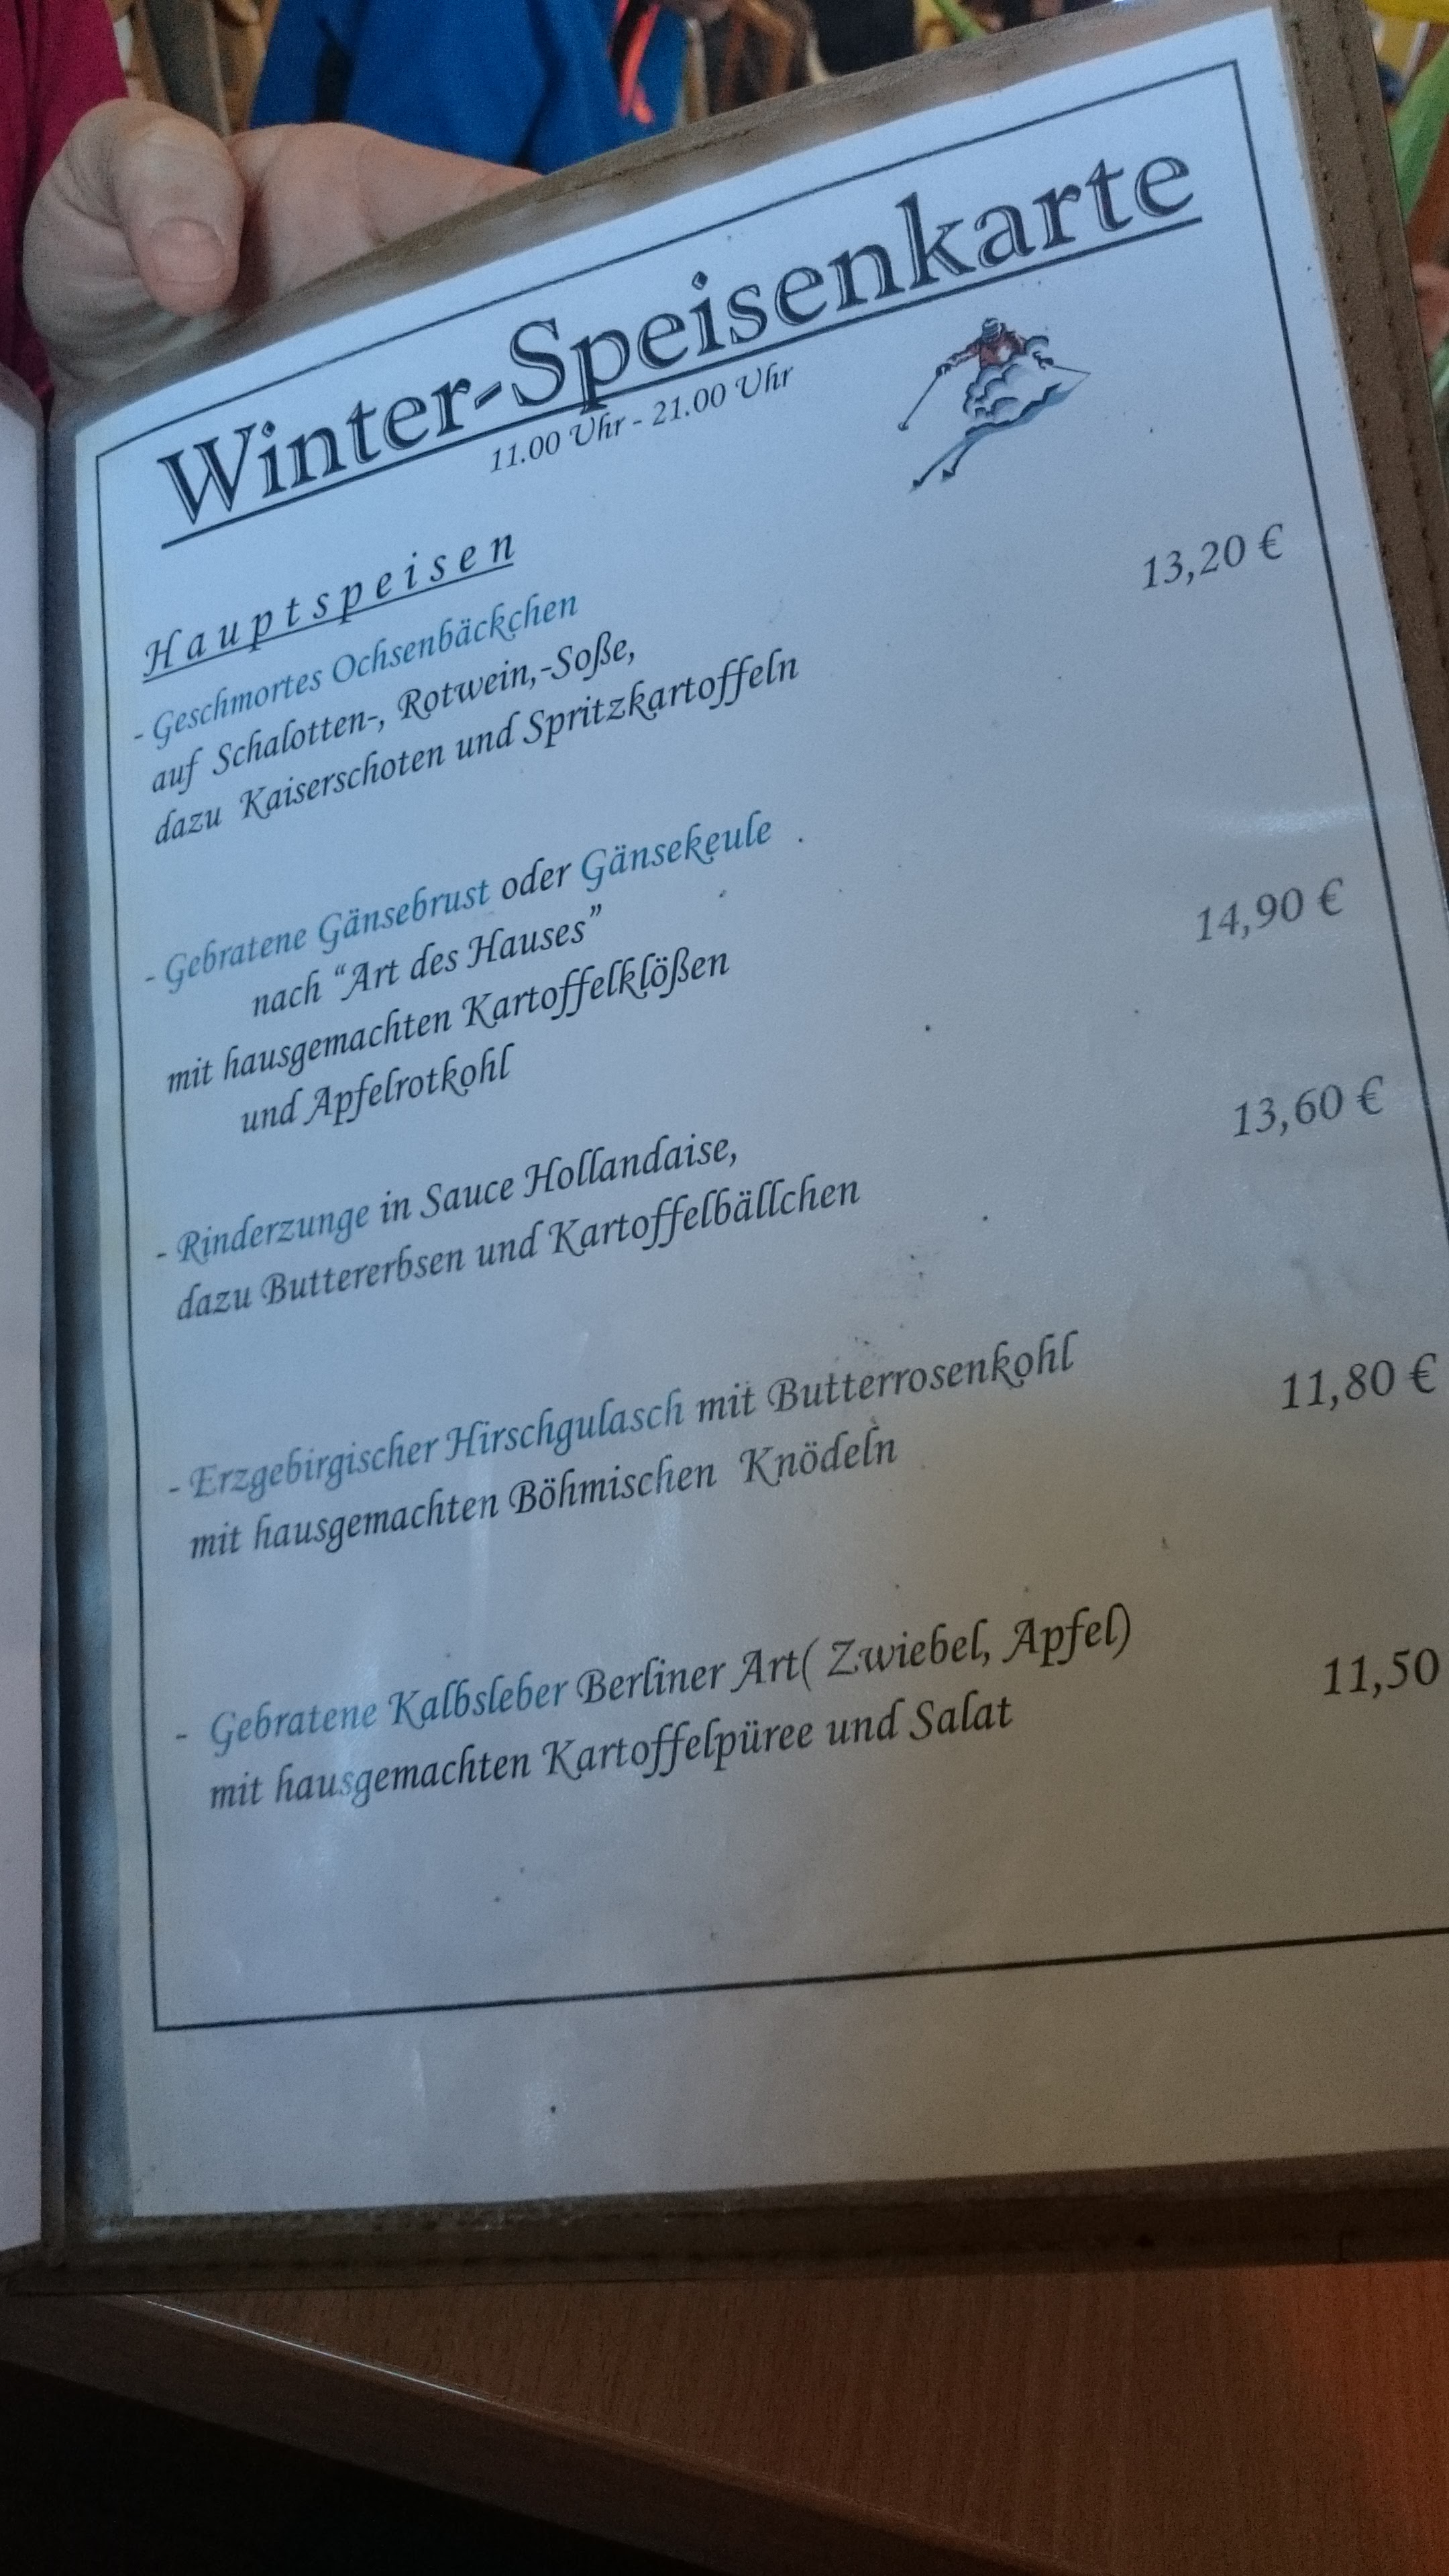 Winter-Speisenkarte
11.00 Uhr - 21.00 Uhr
Hauptspeisen
- Geschmortes Ochsenbäckchen 13,20 €
auf Schalotten-, Rotwein,-Soße,
dazu Kaiserschoten und Spritzkartoffeln
- Gebratene Gänsebrust oder Gänsekeule 14,90 €
nach “Art des Hauses”
mit hausgemachten Kartoffelklößen
und Apfelrotkohl
- Rinderzunge in Sauce Hollandaise, 13,60 €
dazu Buttererbsen und Kartoffelbällchen
- Erzgebirgischer Hirschgulasch mit Butterrosenkohl 11,80 €
mit hausgemachten Böhmischen Knödeln
- Gebratene Kalbsleber Berliner Art( Zwiebel, Apfel) 11,50
mit hausgemachten Kartoffelpüree und Salat